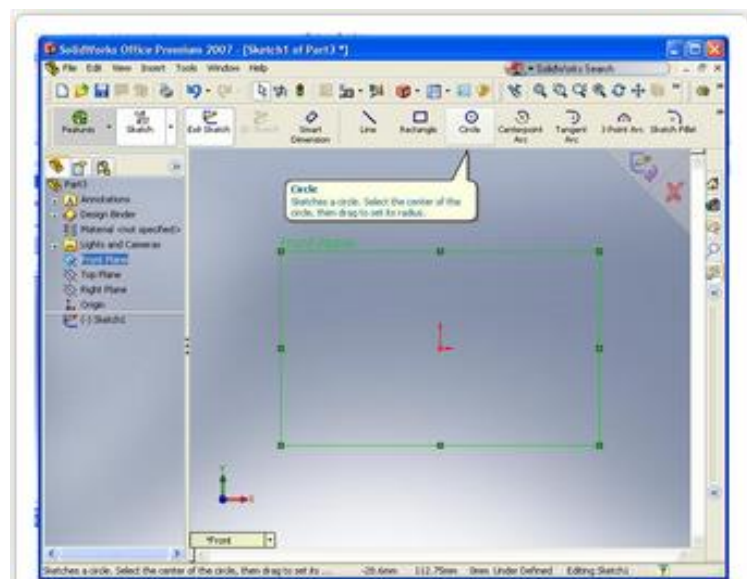 SolidWorks Office Premium 2007 - [Sketch1 of Part3 *]
File Edit View Insert Tools Window Help
SolidWorks Search
Features
Sketch
Exit Sketch
Smart Dimension
Line
Rectangle
Circle
Centerpoint Arc
Tangent Arc
3 Point Arc
Sketch Fillet
Circle
Sketches a circle. Select the center of the
circle, then drag to set its radius.
Part3
Annotations
Design Binder
Material <not specified>
Lights and Cameras
Front Plane
Top Plane
Right Plane
Origin
(-) Sketch1
Front Plane
Y
X
*Front
Sketches a circle. Select the center of the circle, then drag to set its ...
112.75mm 0mm Under Defined Editing Sketch1